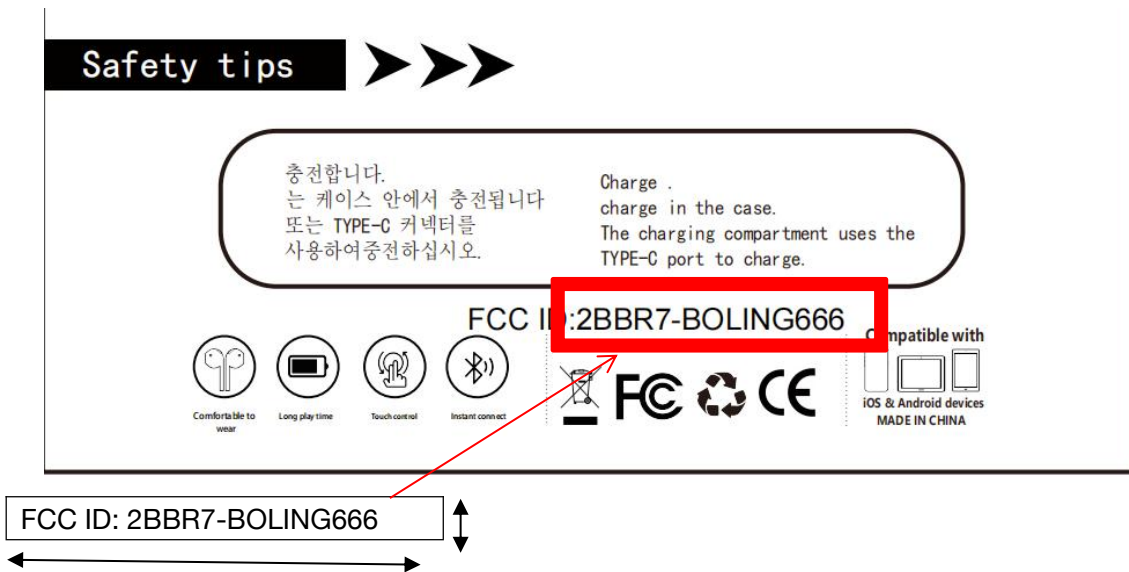 Safety tips
충전합니다.
는 케이스 안에서 충전됩니다
또는 TYPE-C 커넥터를
사용하여중전하십시오.
Charge .
charge in the case.
The charging compartment uses the
TYPE-C port to charge.
FCC ID:2BBR7-BOLING666
Comfortable to
wear
Long play time
Touch control
Instant connect
FC CE
Compatible with
iOS & Android devices
MADE IN CHINA
FCC ID: 2BBR7-BOLING666